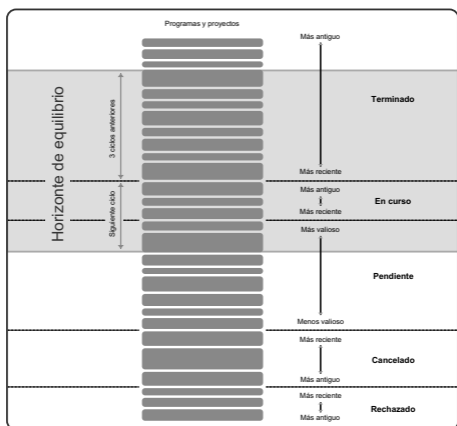 Programas y proyectos
Más antiguo
Terminado
Horizonte de equilibrio
3 ciclos anteriores
Más reciente
Más antiguo
En curso
Más reciente
Siguiente ciclo
Más valioso
Pendiente
Menos valioso
Más reciente
Cancelado
Más antiguo
Más reciente
Rechazado
Más antiguo